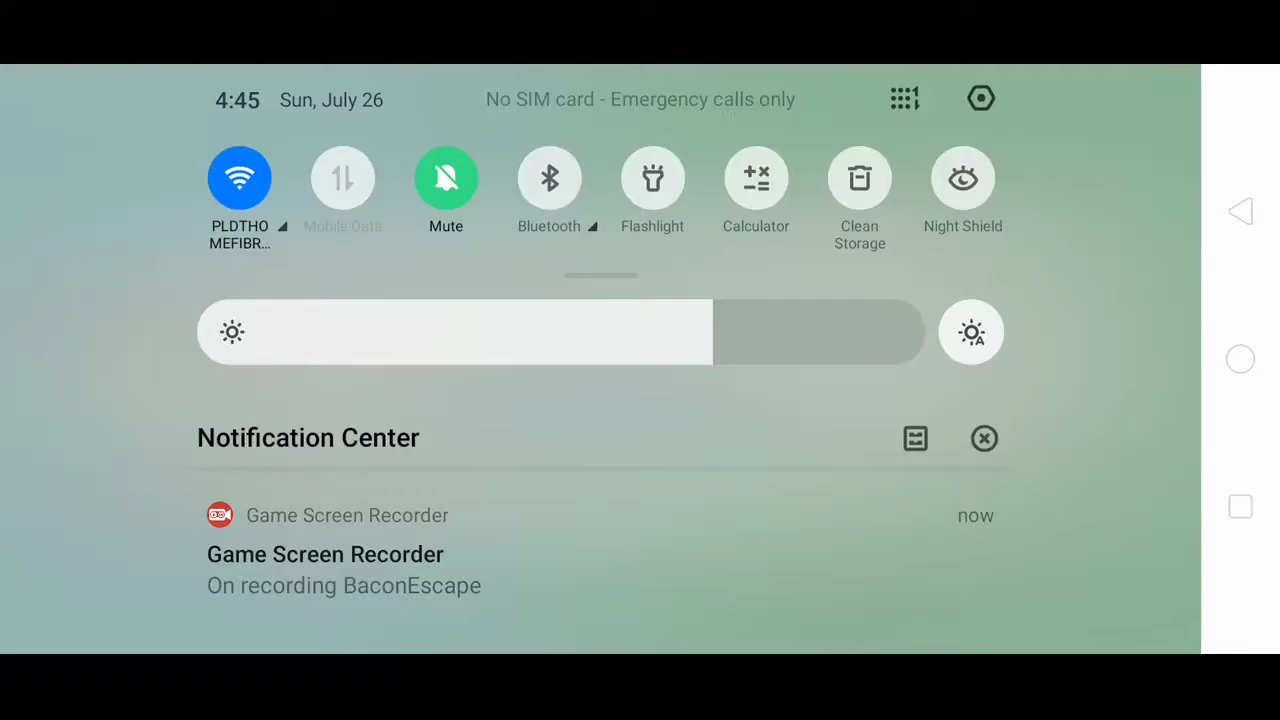 4:45 Sun, July 26 No SIM card - Emergency calls only
PLDTHO
MEFIBR...
Mobile Data
Mute
Bluetooth
Flashlight
Calculator
Clean
Storage
Night Shield
A
Notification Center
Game Screen Recorder now
Game Screen Recorder
On recording BaconEscape